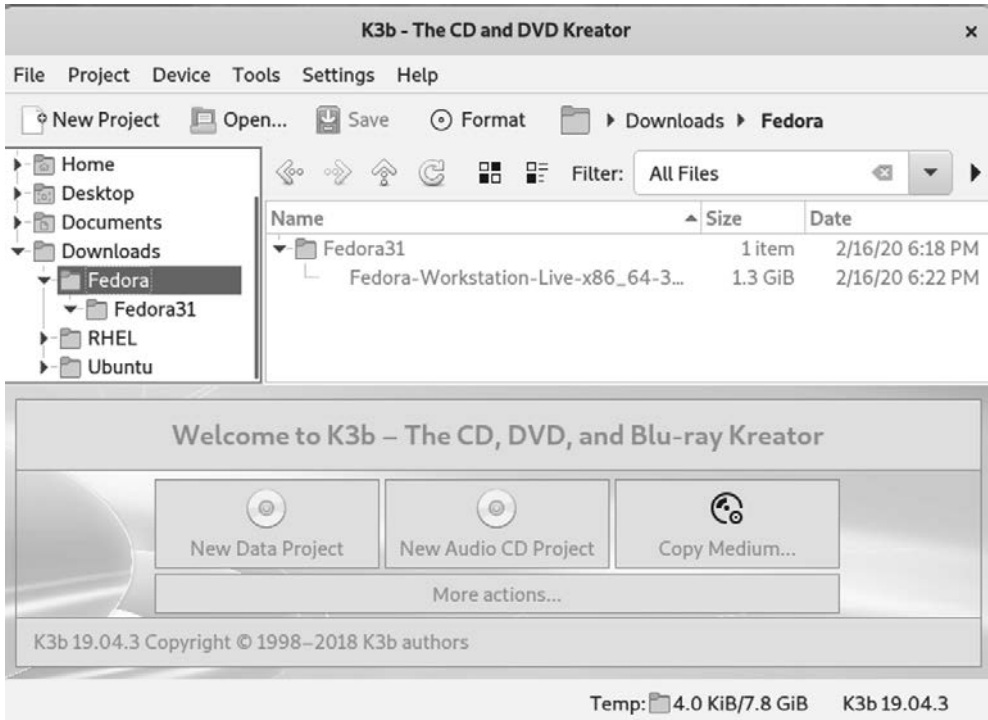 K3b - The CD and DVD Kreator
File Project Device Tools Settings Help
New Project Open... Save Format Downloads Fedora
Home
Desktop
Documents
Downloads
Fedora
Fedora31
RHEL
Ubuntu
Filter: All Files
Name Size Date
Fedora31 1 item 2/16/20 6:18 PM
Fedora-Workstation-Live-x86_64-3... 1.3 GiB 2/16/20 6:22 PM
Welcome to K3b – The CD, DVD, and Blu-ray Kreator
New Data Project New Audio CD Project Copy Medium...
More actions...
K3b 19.04.3 Copyright © 1998–2018 K3b authors
Temp: 4.0 KiB/7.8 GiB K3b 19.04.3